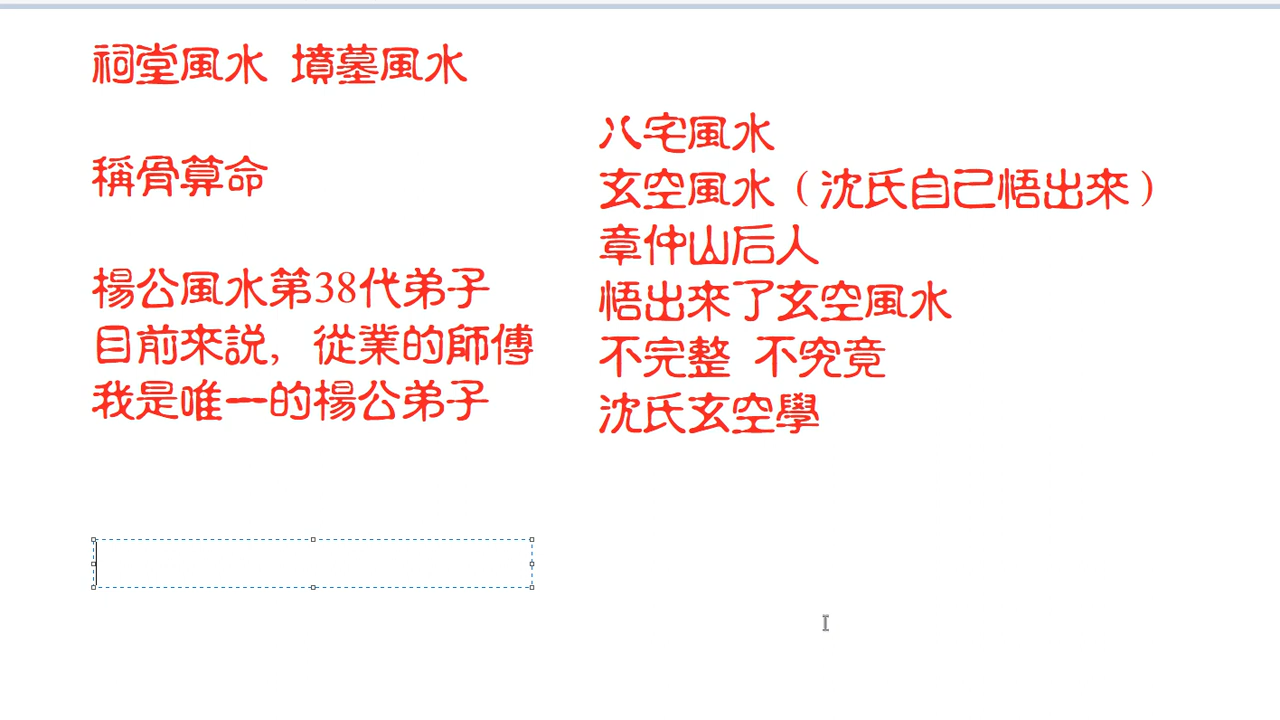 祠堂風水 墳墓風水
稱骨算命
楊公風水第38代弟子
目前來説，從業的師傅
我是唯一的楊公弟子
八宅風水
玄空風水（沈氏自己悟出來）
章仲山后人
悟出來了玄空風水
不完整 不究竟
沈氏玄空學